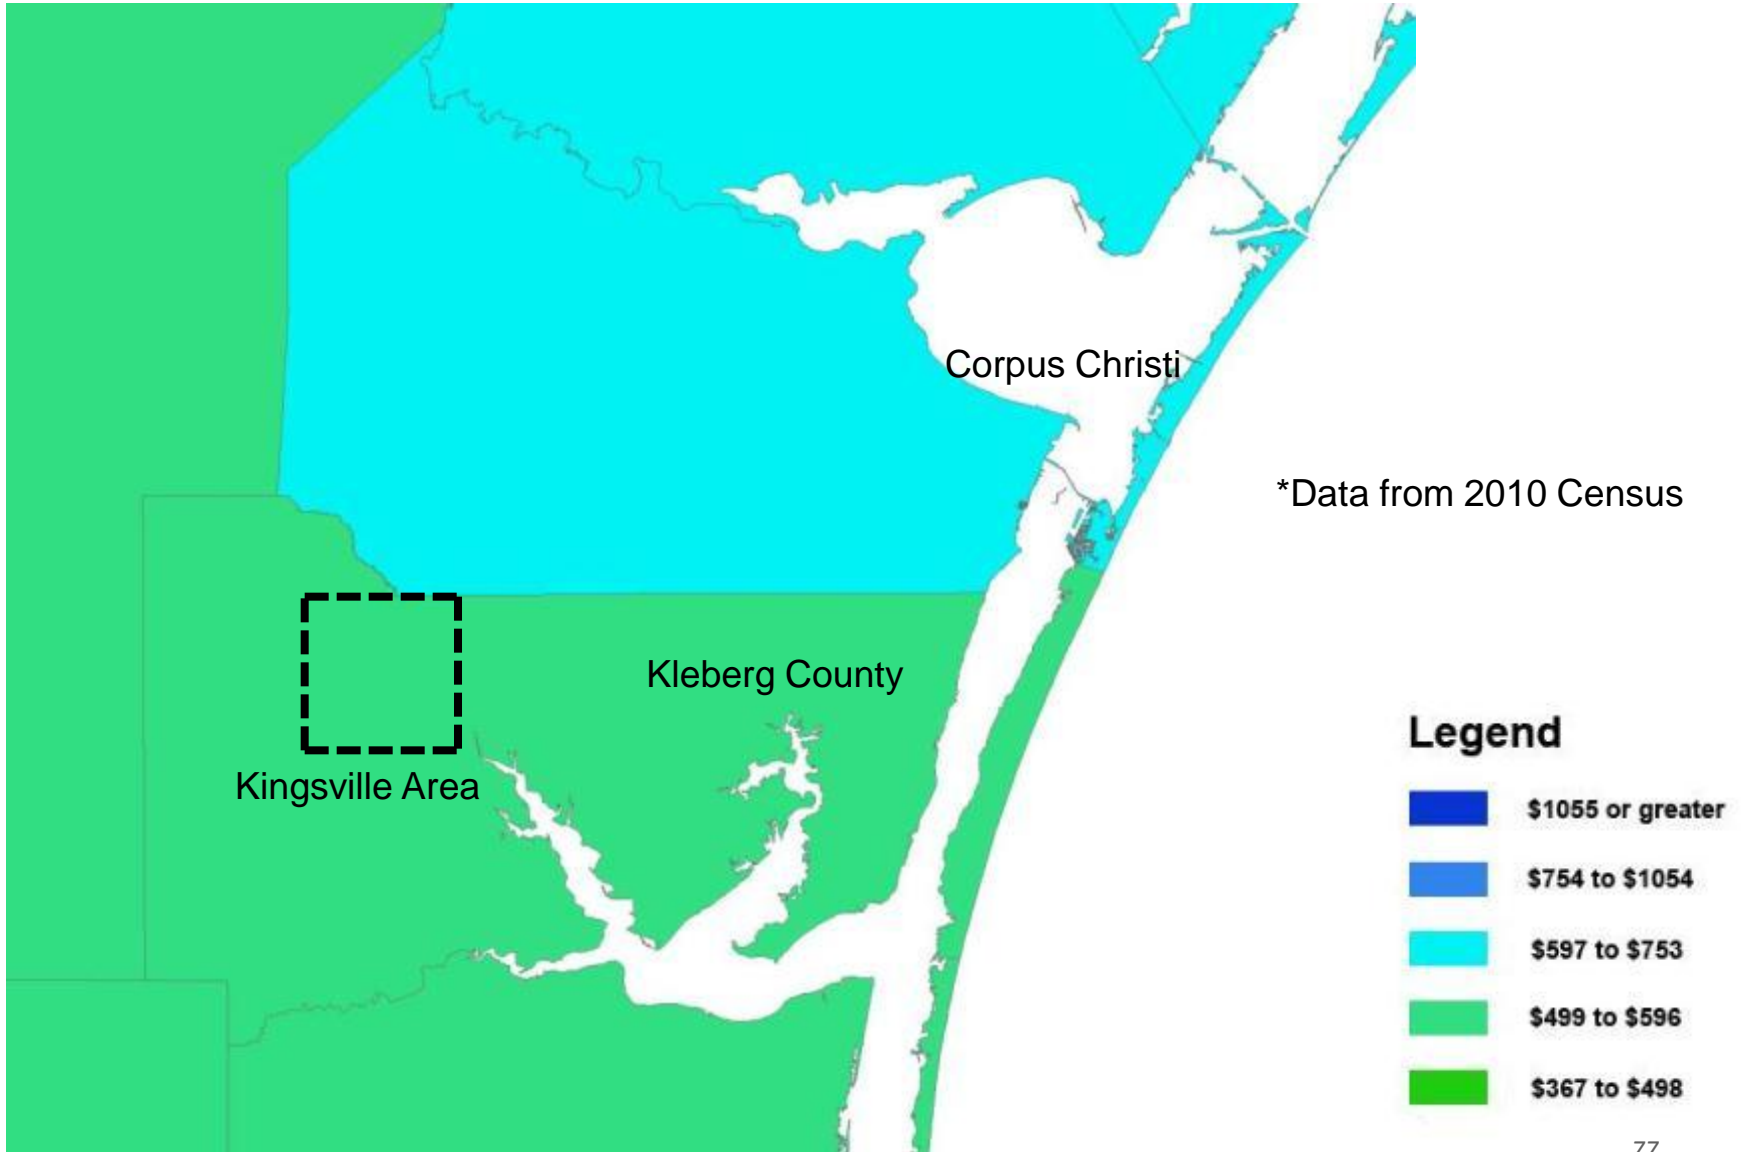 Corpus Christi
*Data from 2010 Census
Kleberg County
Kingsville Area
Legend
$1055 or greater
$754 to $1054
$597 to $753
$499 to $596
$367 to $498
77